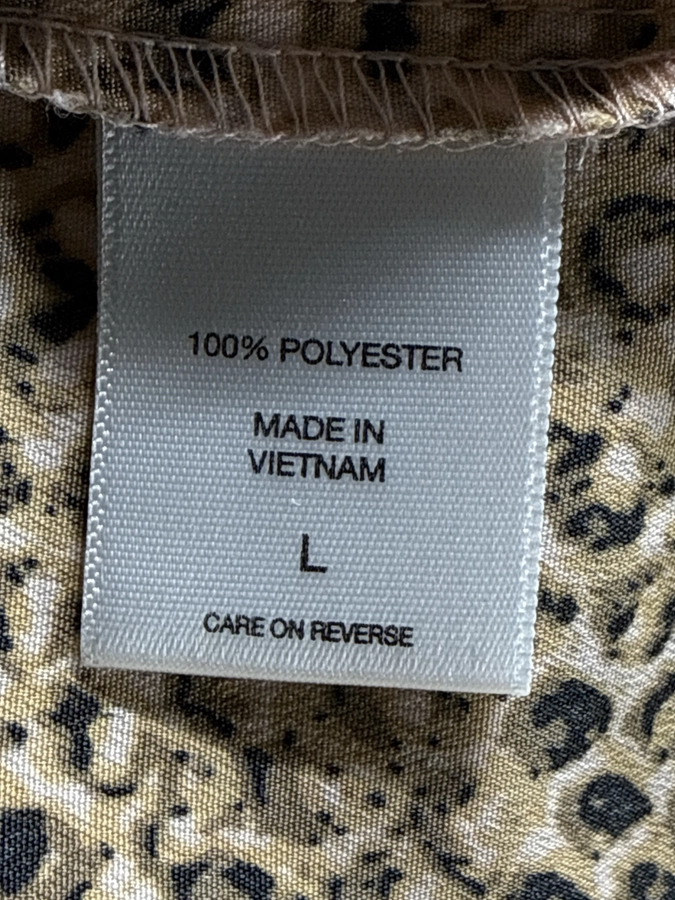 100% POLYESTER
MADE IN
VIETNAM
L
CARE ON REVERSE